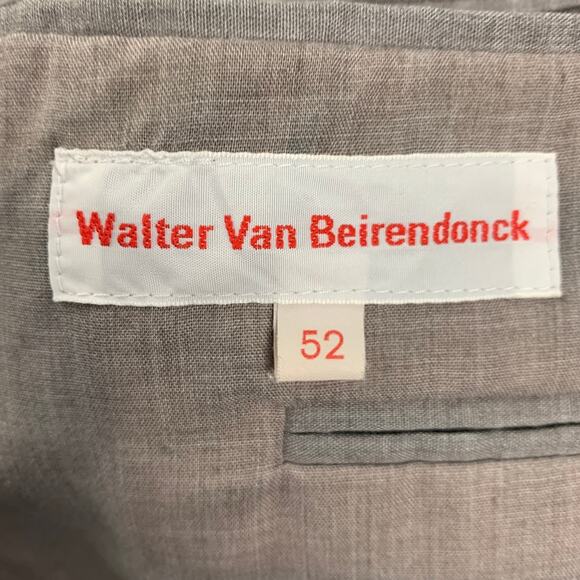 Walter Van Beirendonck
52